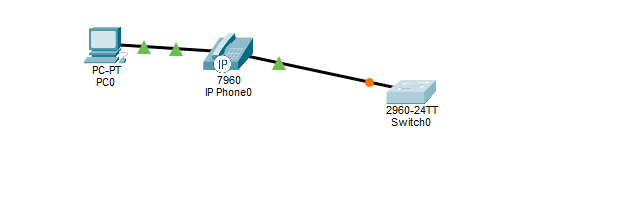 PC-PT
PC0
IP
7960
IP Phone0
2960-24TT
Switch0